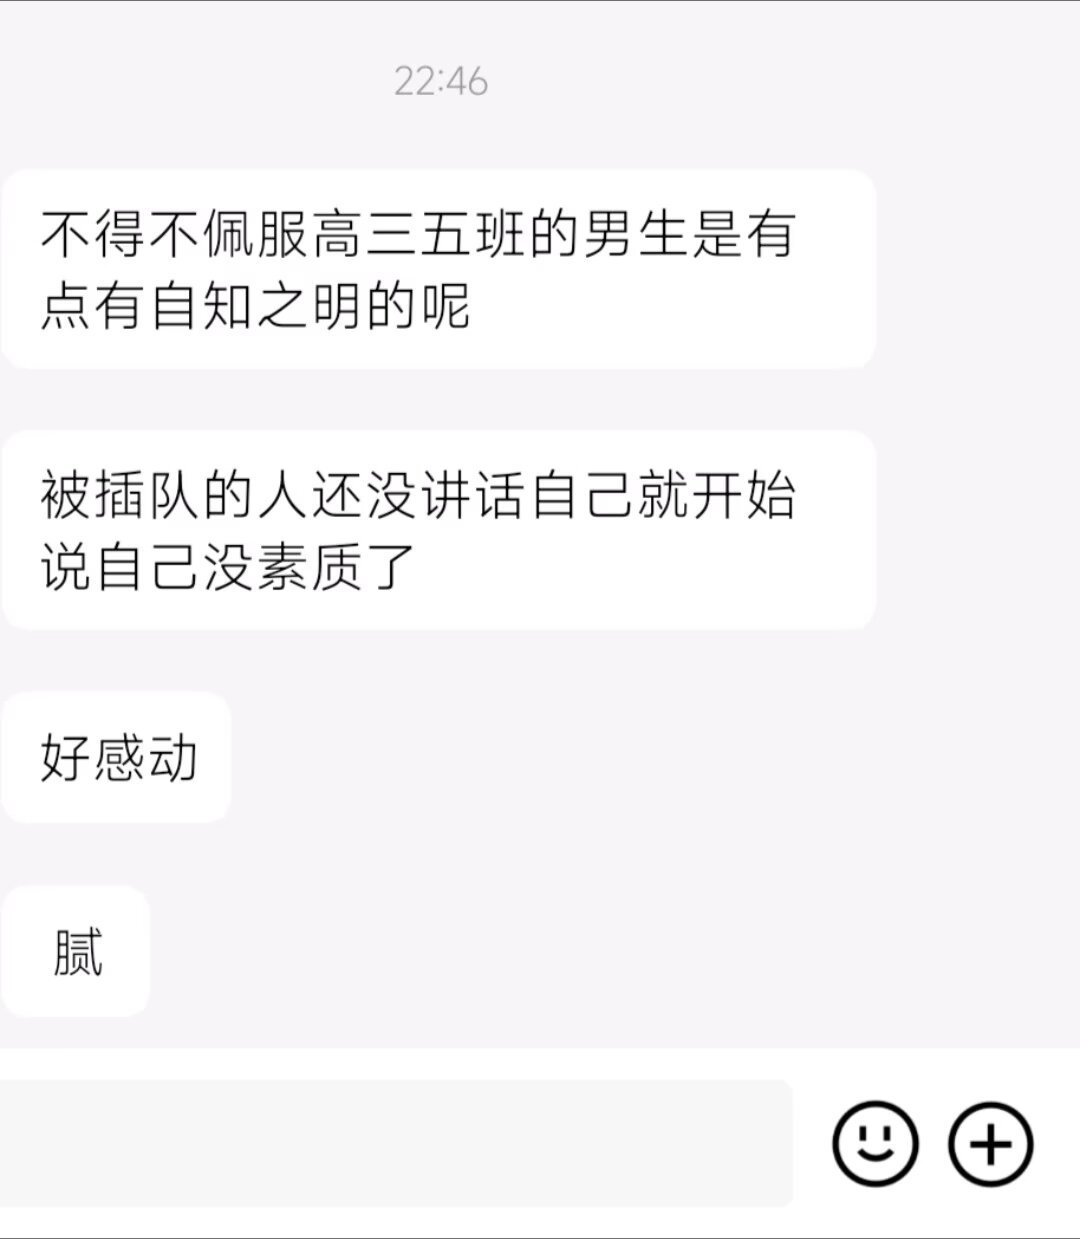 22:46
不得不佩服高三五班的男生是有
点有自知之明的呢
被插队的人还没讲话自己就开始
说自己没素质了
好感动
腻